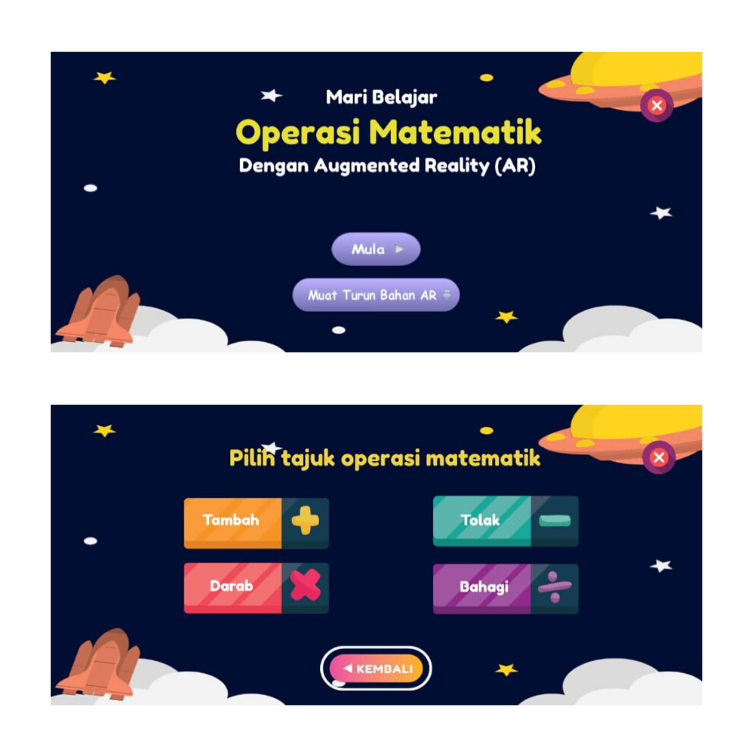 Mari Belajar
Operasi Matematik
Dengan Augmented Reality (AR)
Mula
Muat Turun Bahan AR
Pilih tajuk operasi matematik
Tambah
Tolak
Darab
Bahagi
KEMBALI